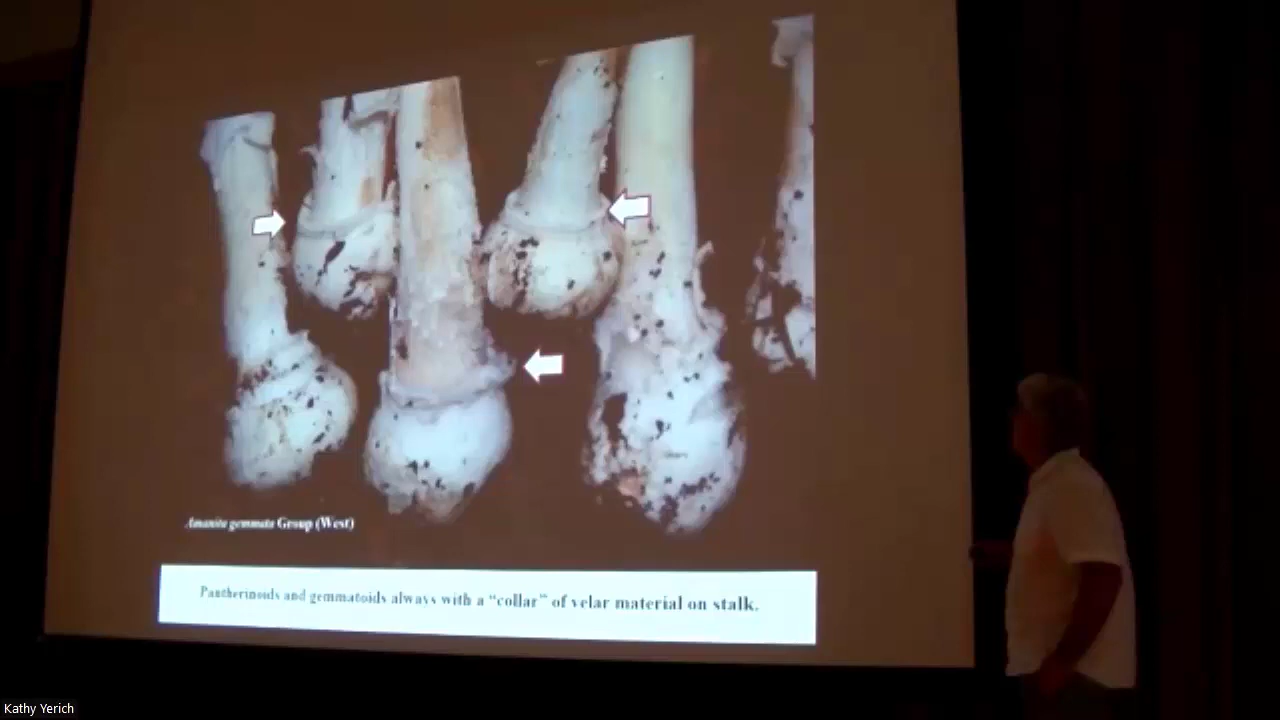 Amanita gemmata Group (West)
Pantherinoids and gemmatoids always with a “collar” of velar material on stalk.
Kathy Yerich